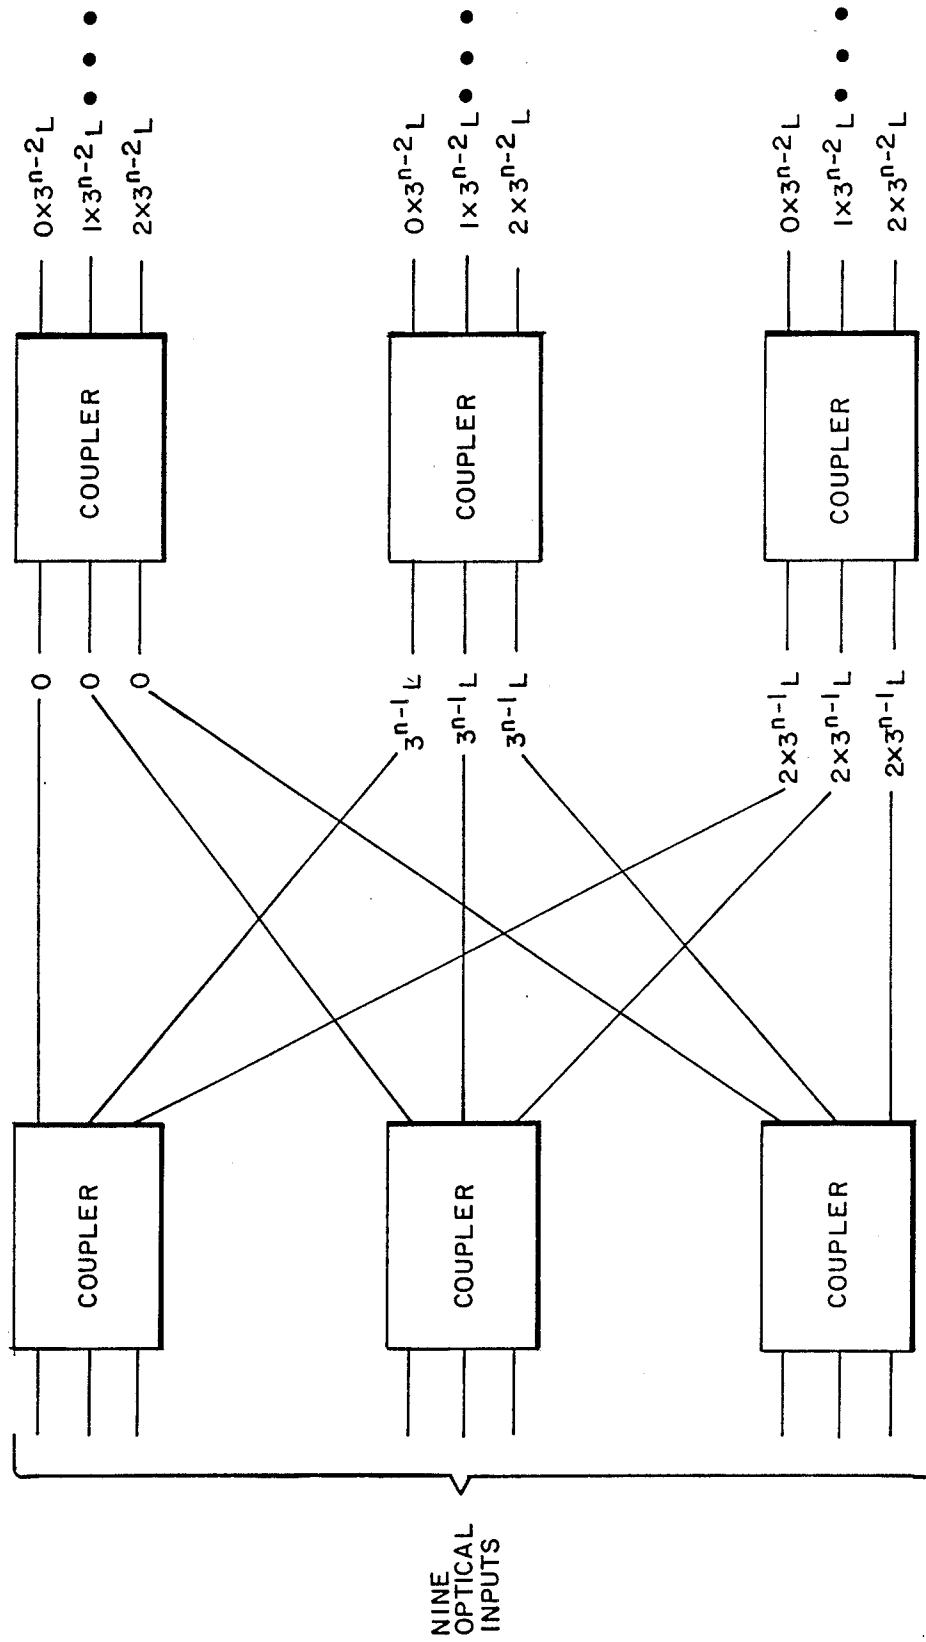 NINE
OPTICAL
INPUTS
COUPLER
COUPLER
COUPLER
0
0
0
3ⁿ⁻¹L
3ⁿ⁻¹L
3ⁿ⁻¹L
2×3ⁿ⁻¹L
2×3ⁿ⁻¹L
2×3ⁿ⁻¹L
COUPLER
COUPLER
COUPLER
0×3ⁿ⁻²L
1×3ⁿ⁻²L
2×3ⁿ⁻²L
0×3ⁿ⁻²L
1×3ⁿ⁻²L
2×3ⁿ⁻²L
0×3ⁿ⁻²L
1×3ⁿ⁻²L
2×3ⁿ⁻²L